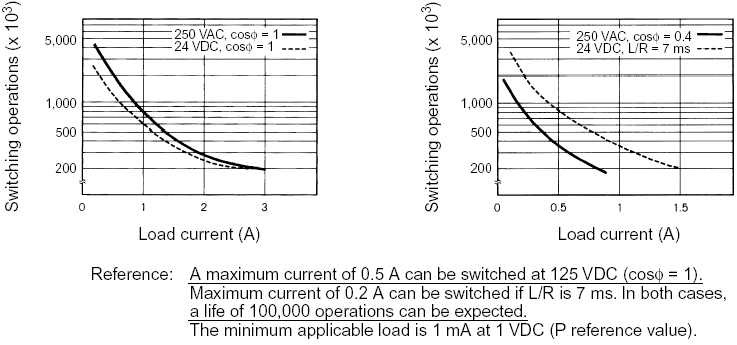 Switching operations (x 10³)
250 VAC, cosϕ = 1
24 VDC, cosϕ = 1
5,000
1,000
500
200
0
1
2
3
Load current (A)
Switching operations (x 10³)
250 VAC, cosϕ = 0.4
24 VDC, L/R = 7 ms
5,000
1,000
500
200
0
0.5
1
1.5
Load current (A)
Reference: A maximum current of 0.5 A can be switched at 125 VDC (cosϕ = 1).
Maximum current of 0.2 A can be switched if L/R is 7 ms. In both cases,
a life of 100,000 operations can be expected.
The minimum applicable load is 1 mA at 1 VDC (P reference value).